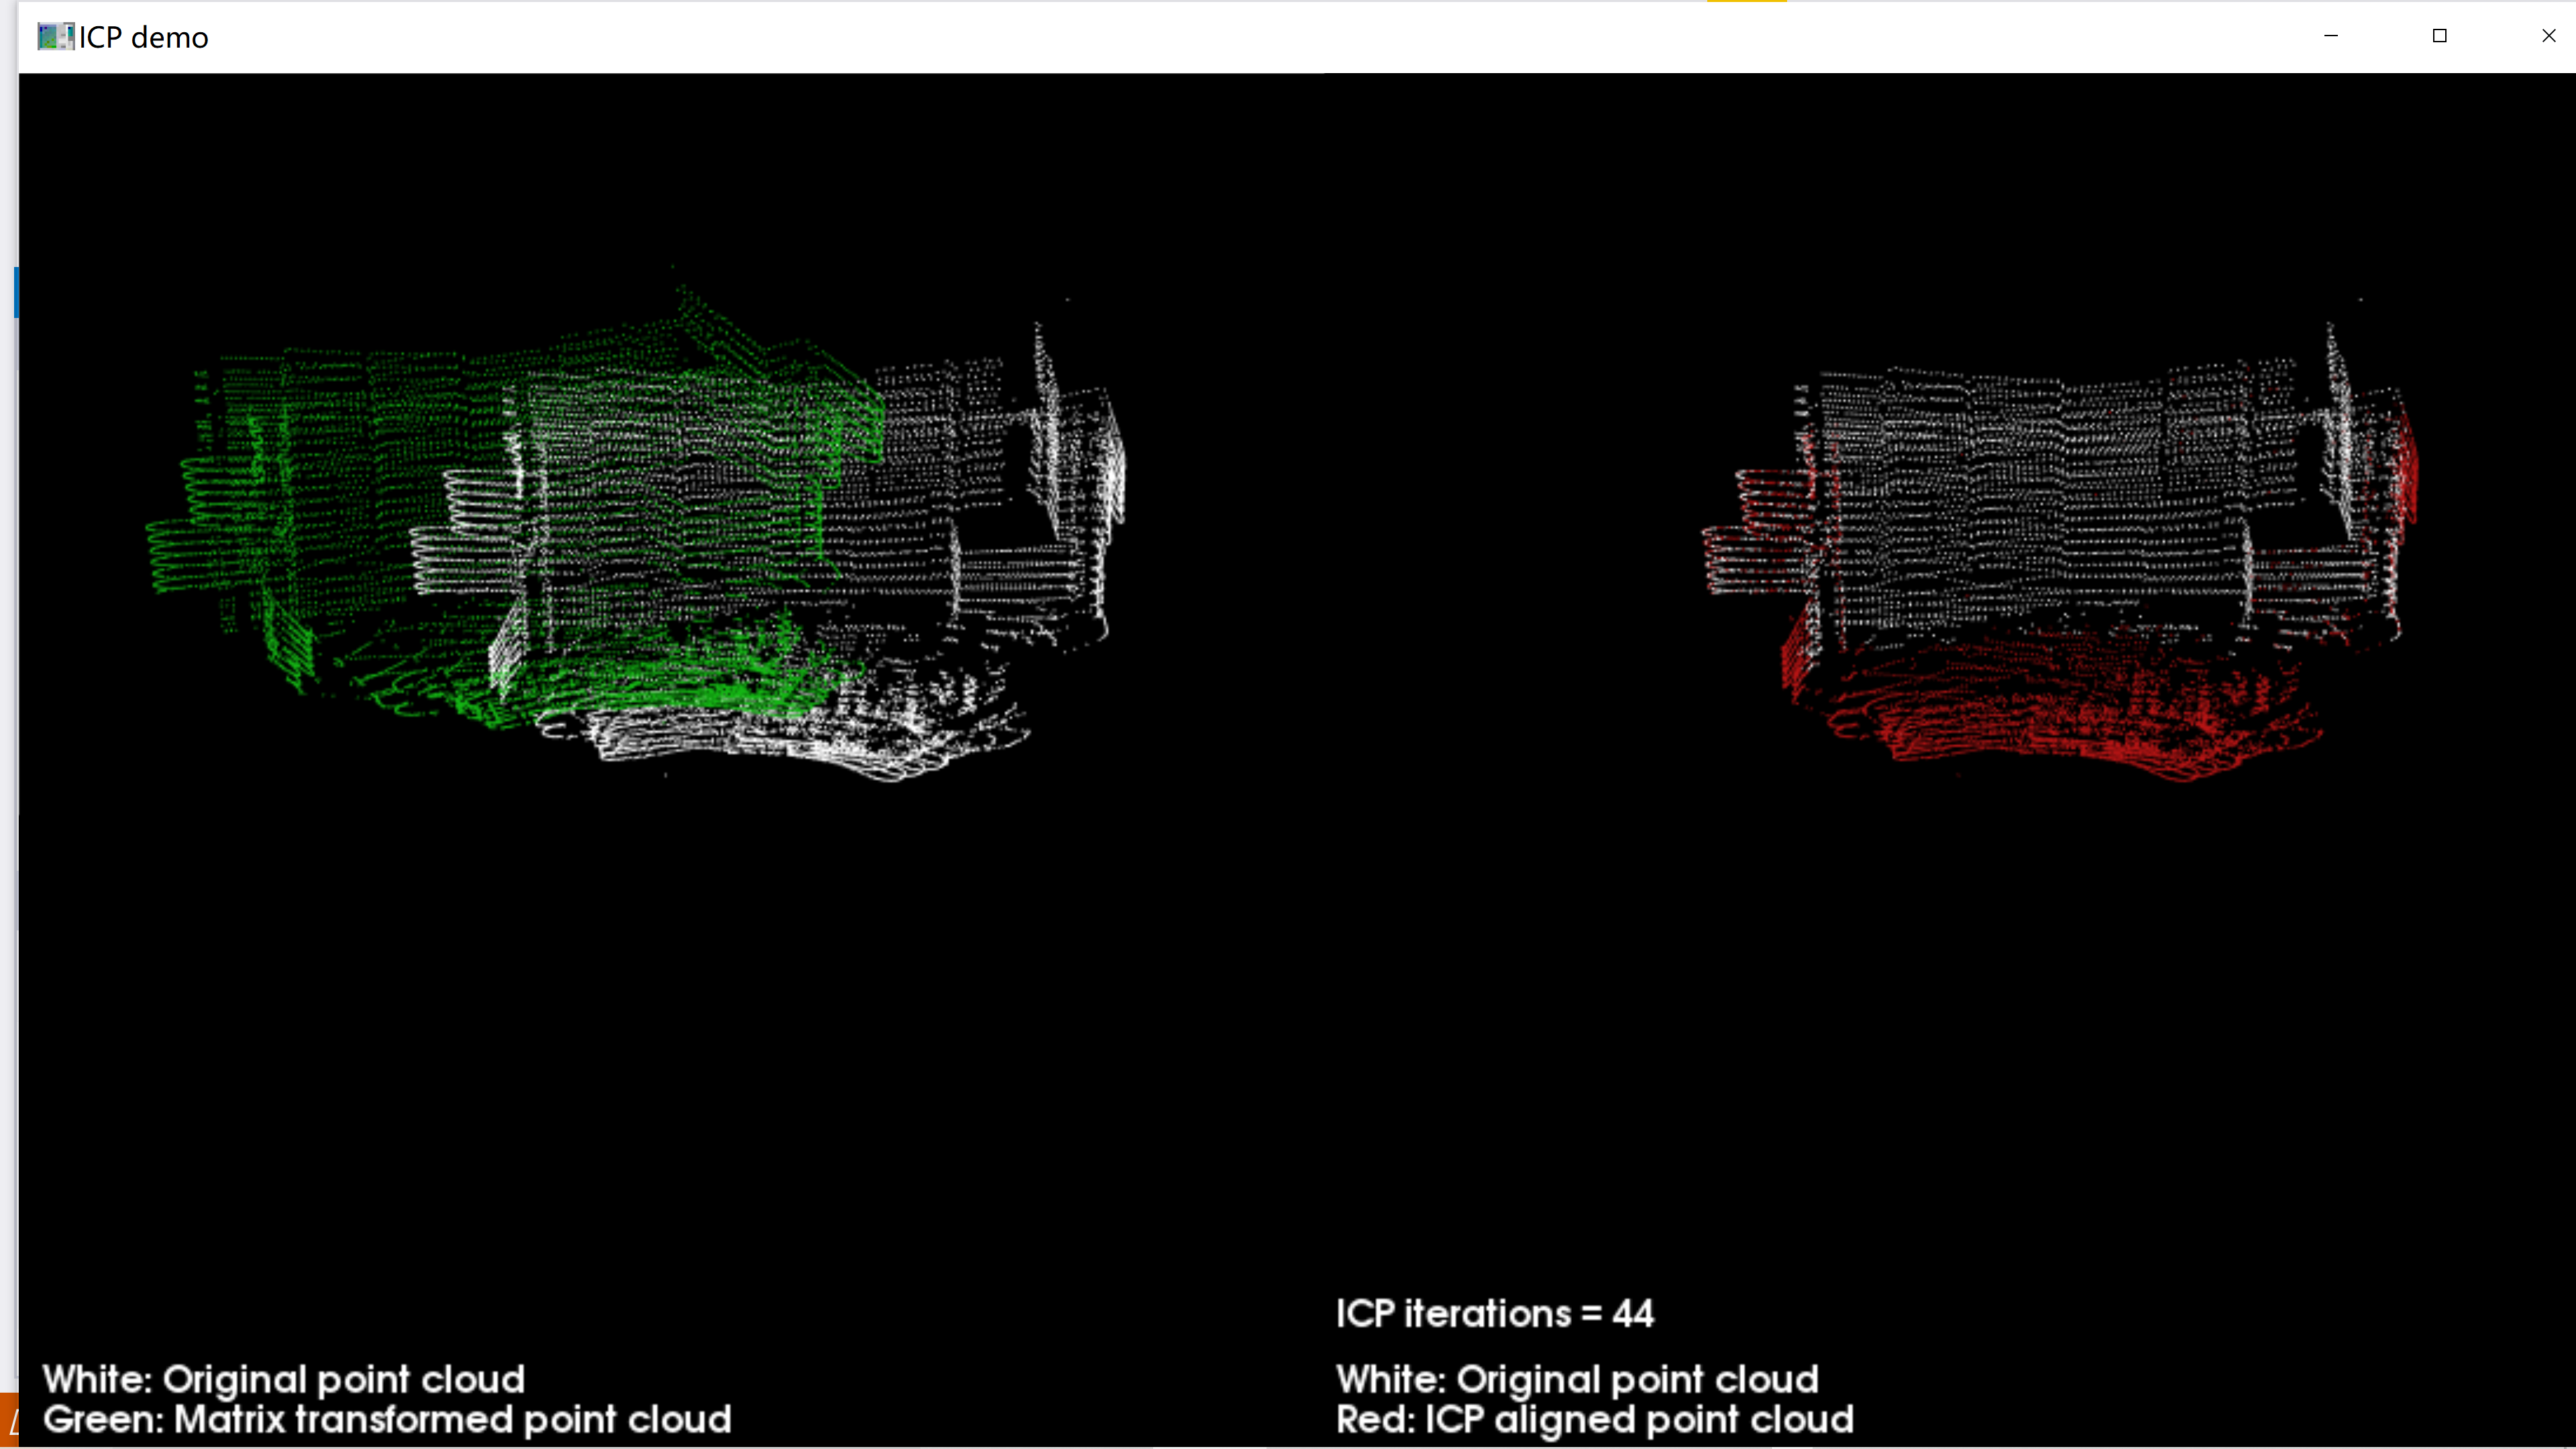 ICP demo
ICP iterations = 44
White: Original point cloud
Green: Matrix transformed point cloud
White: Original point cloud
Red: ICP aligned point cloud